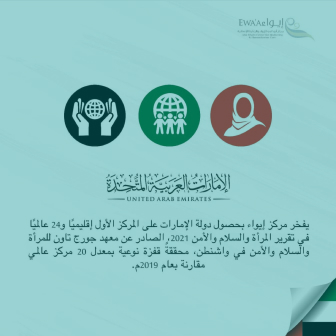 EWAA إيواء
الإمارات العربية المتحدة
UNITED ARAB EMIRATES
يفخر مركز إيواء بحصول دولة الإمارات على المركز الأول إقليميًا و24 عالميًا
في تقرير المرأة والسلام والأمن 2021، الصادر عن معهد جورج تاون للمرأة
والسلام والأمن في واشنطن، محققة قفزة نوعية بمعدل 20 مركز عالمي
مقارنة بعام 2019م.